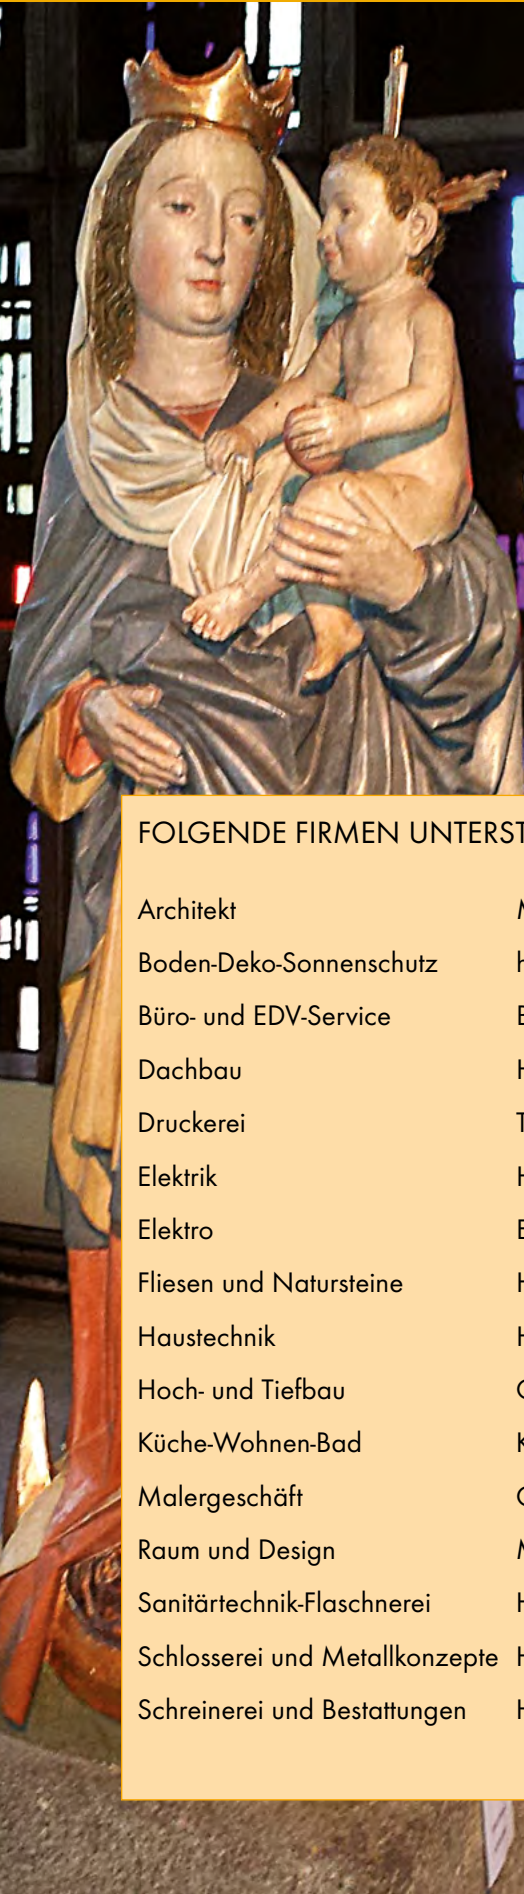 FOLGENDE FIRMEN
Architekt
Boden-Deko-Sonnenschutz
Büro- und EDV-Service
Dachbau
Druckerei
Elektrik
Elektro
Fliesen und Natursteine
Haustechnik
Hoch- und Tiefbau
Küche-Wohnen-Bad
Malergeschäft
Raum und Design
Sanitärtechnik-Flaschnerei
Schlosserei und Metallkonzepte
Schreinerei und Bestattungen